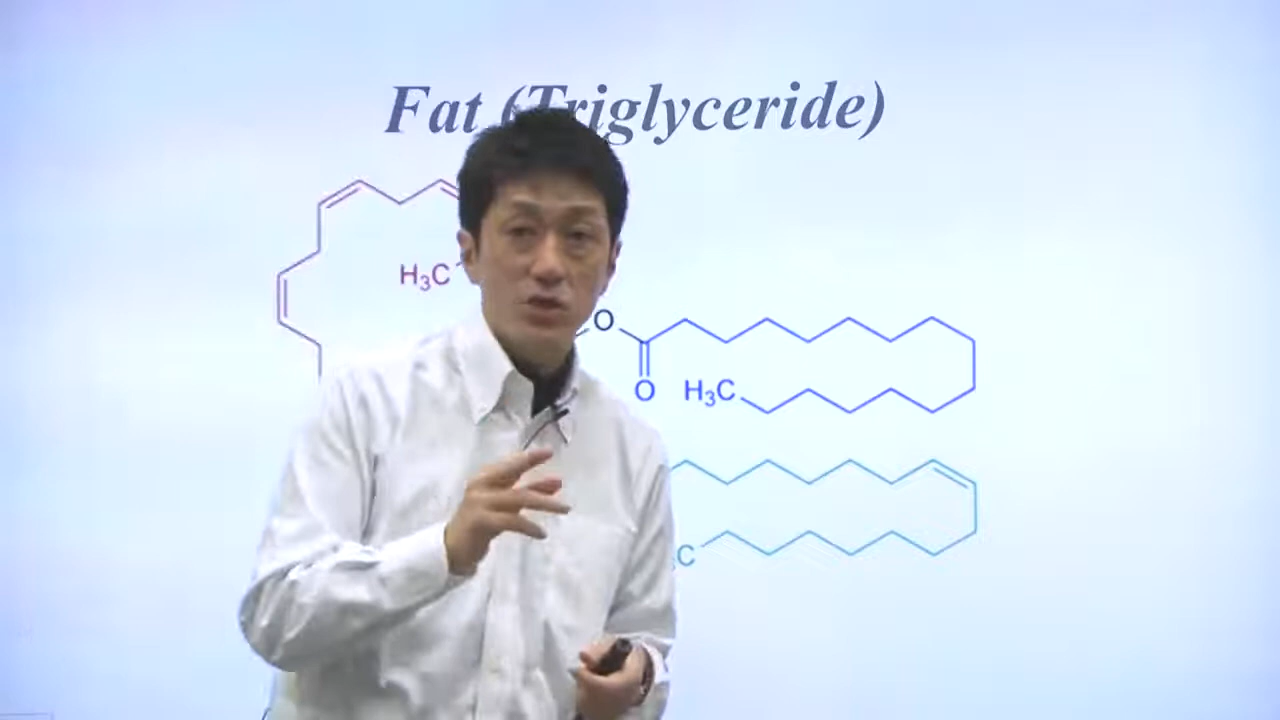 Fat (Triglyceride)
H₃C
O
O
H₃C
C